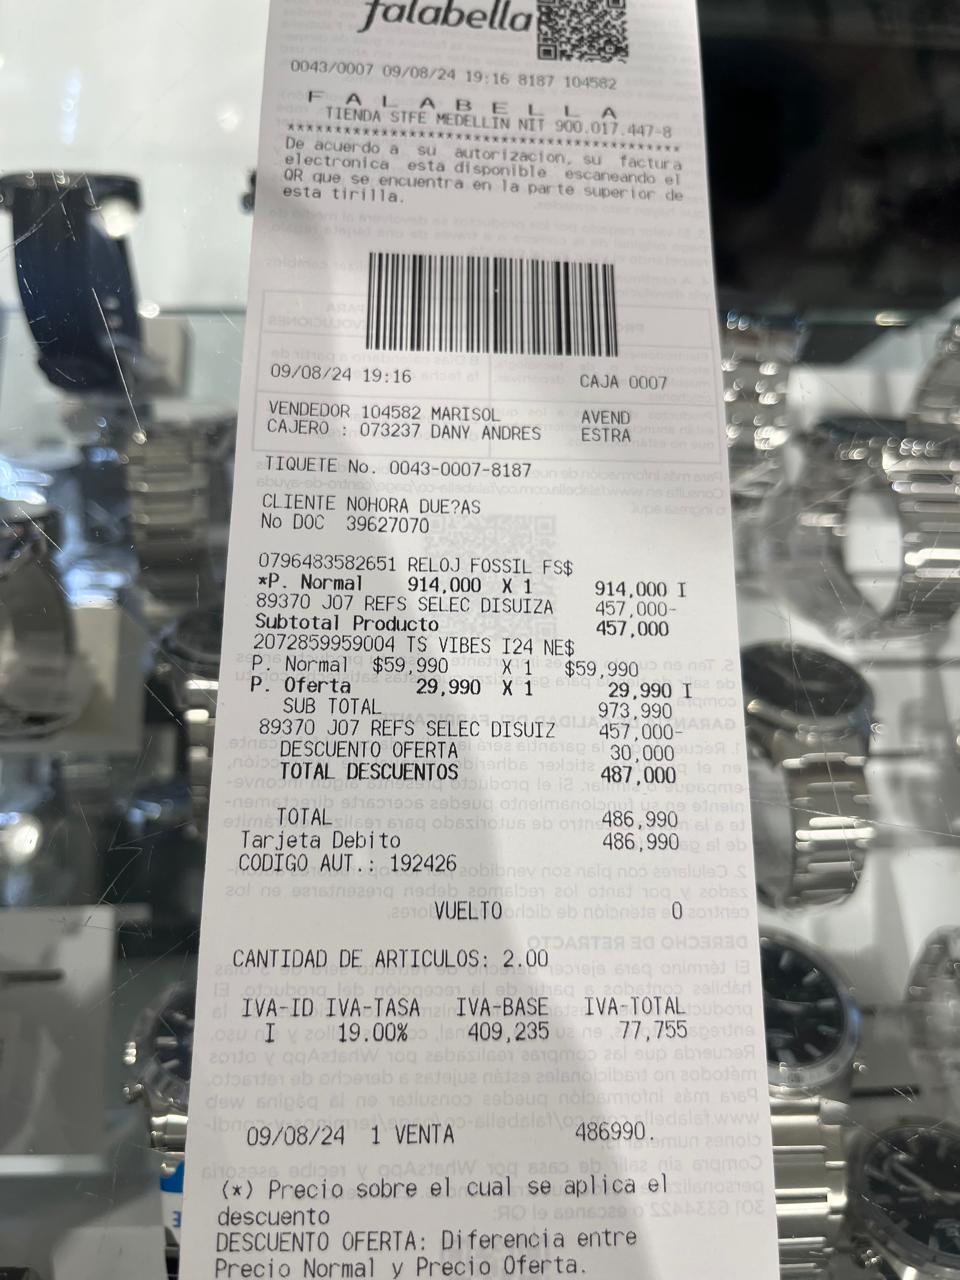 falabella
0043/0007 09/08/24 19:16 8187 104582
F A L A B E L L A
TIENDA STFE MEDELLIN NIT 900.017.447-8
****************************************
De acuerdo a su autorizacion, su factura
electronica esta disponible escaneando el
QR que se encuentra en la parte superior de
esta tirilla.
09/08/24 19:16 CAJA 0007
VENDEDOR 104582 MARISOL AVEND
CAJERO : 073237 DANY ANDRES ESTRA
TIQUETE No. 0043-0007-8187
CLIENTE NOHORA DUE?AS
No DOC 39627070
0796483582651 RELOJ FOSSIL FS$
*P. Normal 914,000 X 1 914,000 I
89370 J07 REFS SELEC DISUIZA 457,000-
Subtotal Producto 457,000
2072859959004 TS VIBES I24 NE$
P. Normal $59,990 x 1 $59,990
P. Oferta 29,990 X 1 29,990 I
SUB TOTAL 973,990
89370 J07 REFS SELEC DISUIZ 457,000-
DESCUENTO OFERTA 30,000
TOTAL DESCUENTOS 487,000
TOTAL 486,990
Tarjeta Debito 486,990
CODIGO AUT.: 192426
VUELTO 0
CANTIDAD DE ARTICULOS: 2.00
IVA-ID IVA-TASA IVA-BASE IVA-TOTAL
I 19.00% 409,235 77,755
09/08/24 1 VENTA 486990.
(*) Precio sobre el cual se aplica el
descuento
DESCUENTO OFERTA: Diferencia entre
Precio Normal y Precio Oferta.